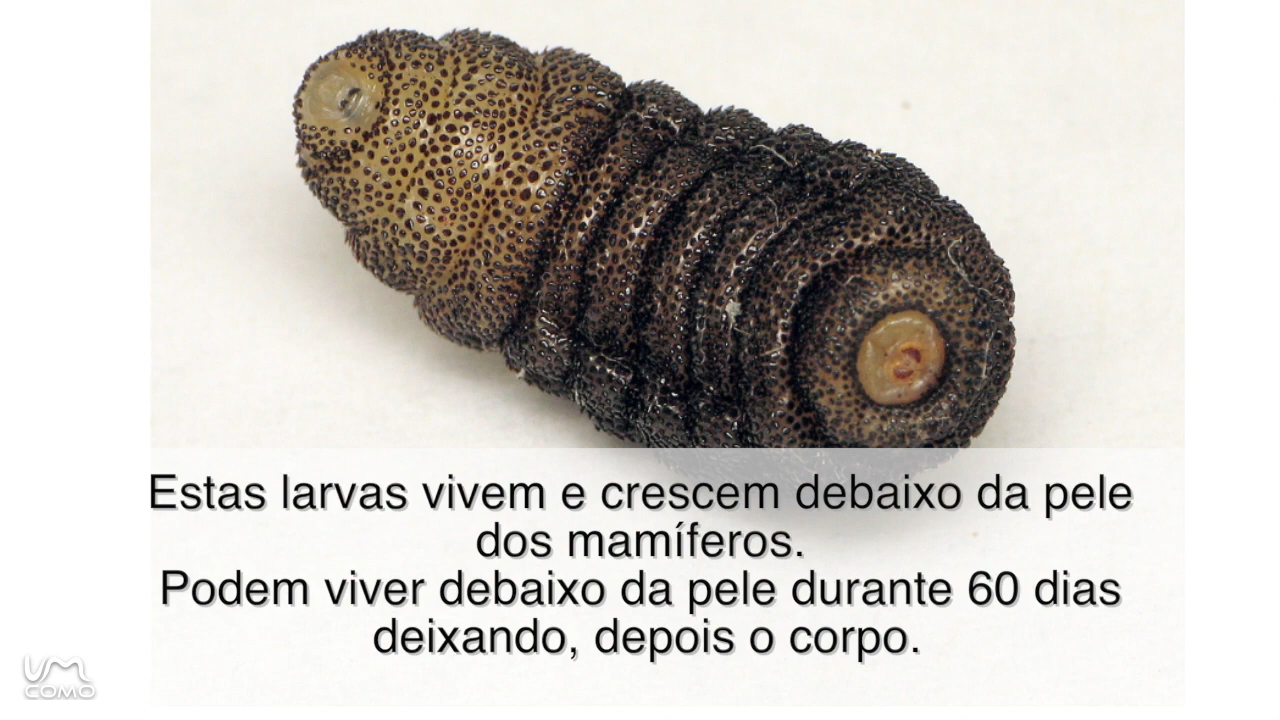 Estas larvas vivem e crescem debaixo da pele
dos mamíferos.
Podem viver debaixo da pele durante 60 dias
deixando, depois o corpo.
UM
COMO